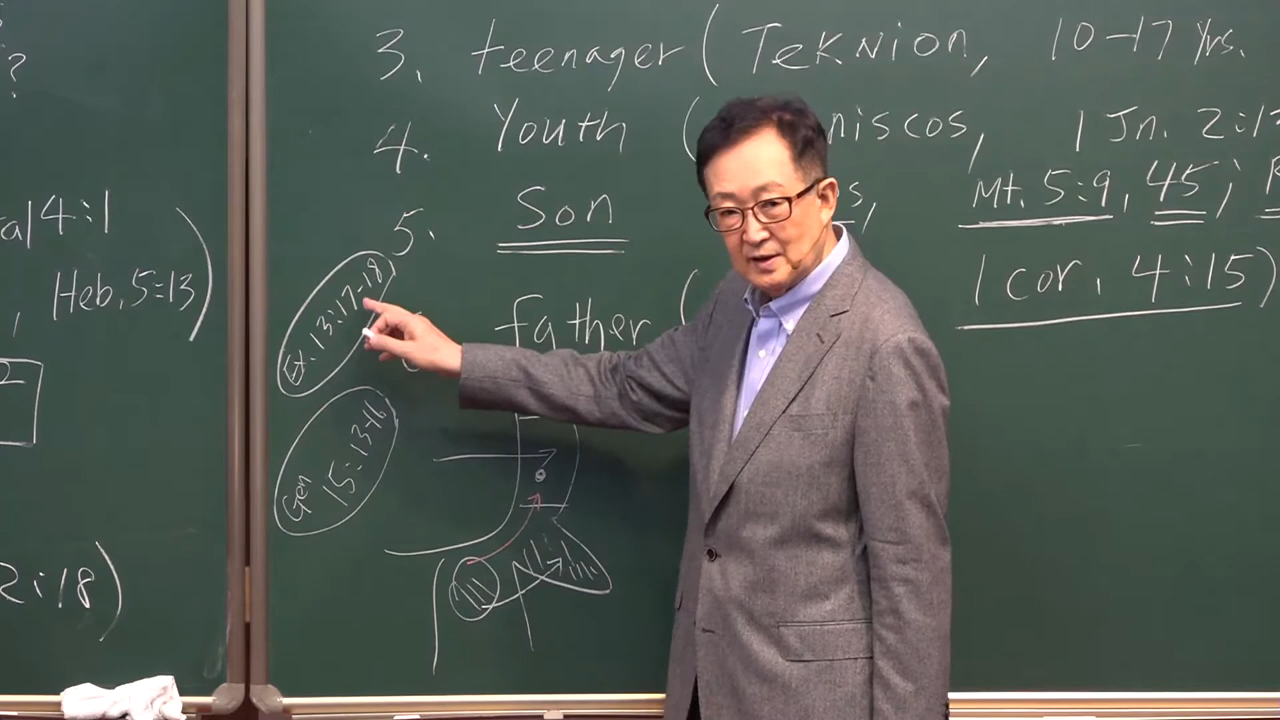 ?
al 4:1
, Heb, 5:13)
2
2:18)
3. teenager (Teknion, 10-17 Yrs.
4. Youth ( niscos, 1 Jn. 2:13
5. Son s, Mt. 5:9, 45;
father ( 1 cor, 4:15)
Ex. 13:17-18
Gen 15:13-16